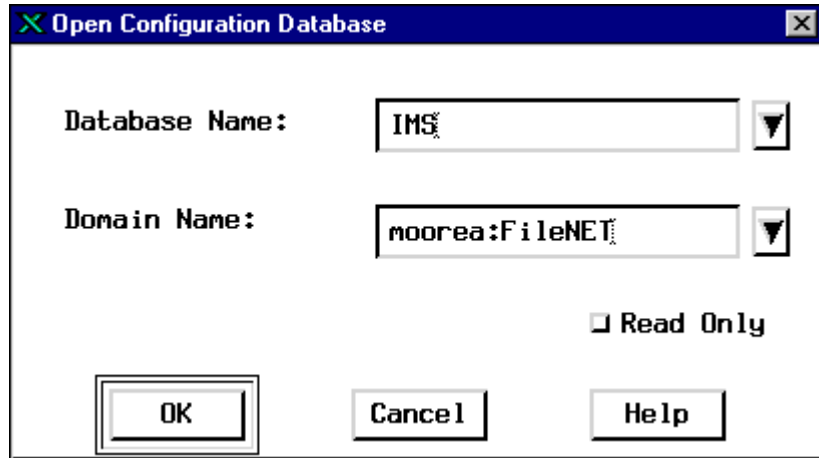 Open Configuration Database
Database Name: IMS
Domain Name: moorea:FileNET
Read Only
OK Cancel Help